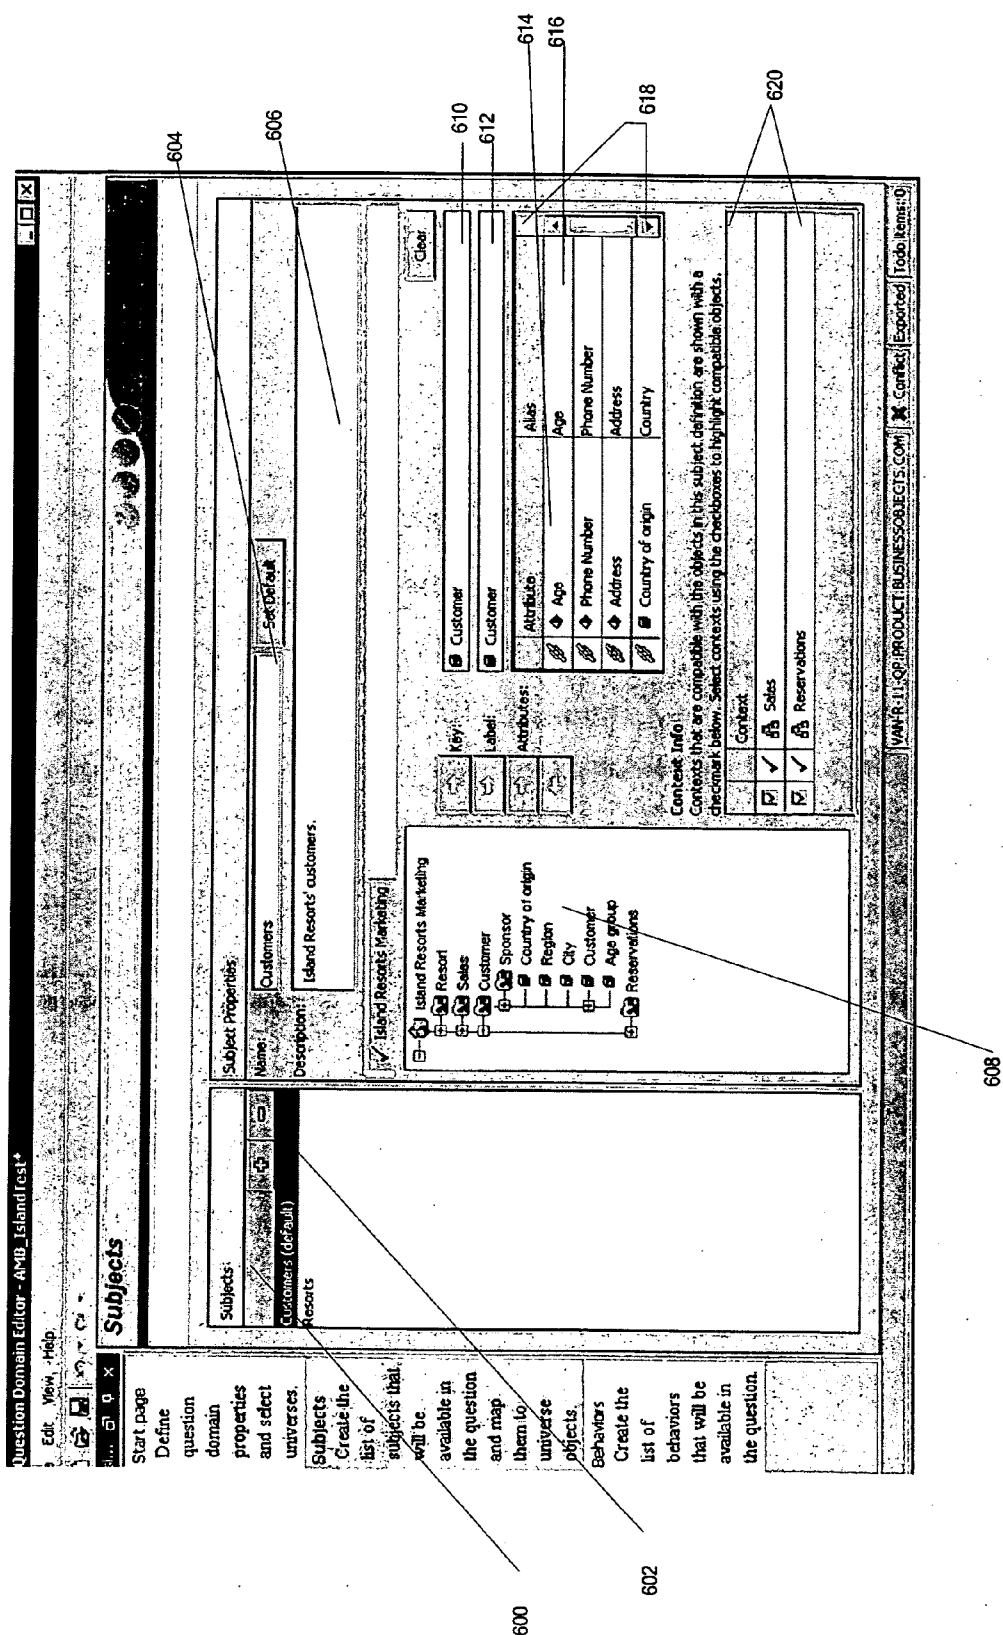 Question Domain Editor - AMB_IslandFest*
Edit View Help
Subjects
Start page
Define
question
domain
properties
and select
universes.
Subjects
Create the
list of
subjects that
will be
available in
the question
and map
them to
universe
objects.
Behaviors
Create the
list of
behaviors
that will be
available in
the question.
Subjects:
Customers (default)
Resorts
Subject Properties
Name:
Customers
Set Default
Description:
Island Resorts' customers.
Island Resorts Marketing
Clear
Island Resorts Marketing
Resort
Sales
Customer
Sponsor
Country of origin
Region
City
Customer
Age group
Reservations
Key:
Customer
Label:
Customer
Attributes:
Attribute Alias
Age Age
Phone Number Phone Number
Address Address
Country of origin Country
Context Info
Contexts that are compatible with the objects in this subject definition are shown with a
checkmark below. Select contexts using the checkboxes to highlight compatible objects.
Context
Sales
Reservations
Conflict Exported Todo Items: 0
600
602
604
606
608
610
612
614
616
618
620